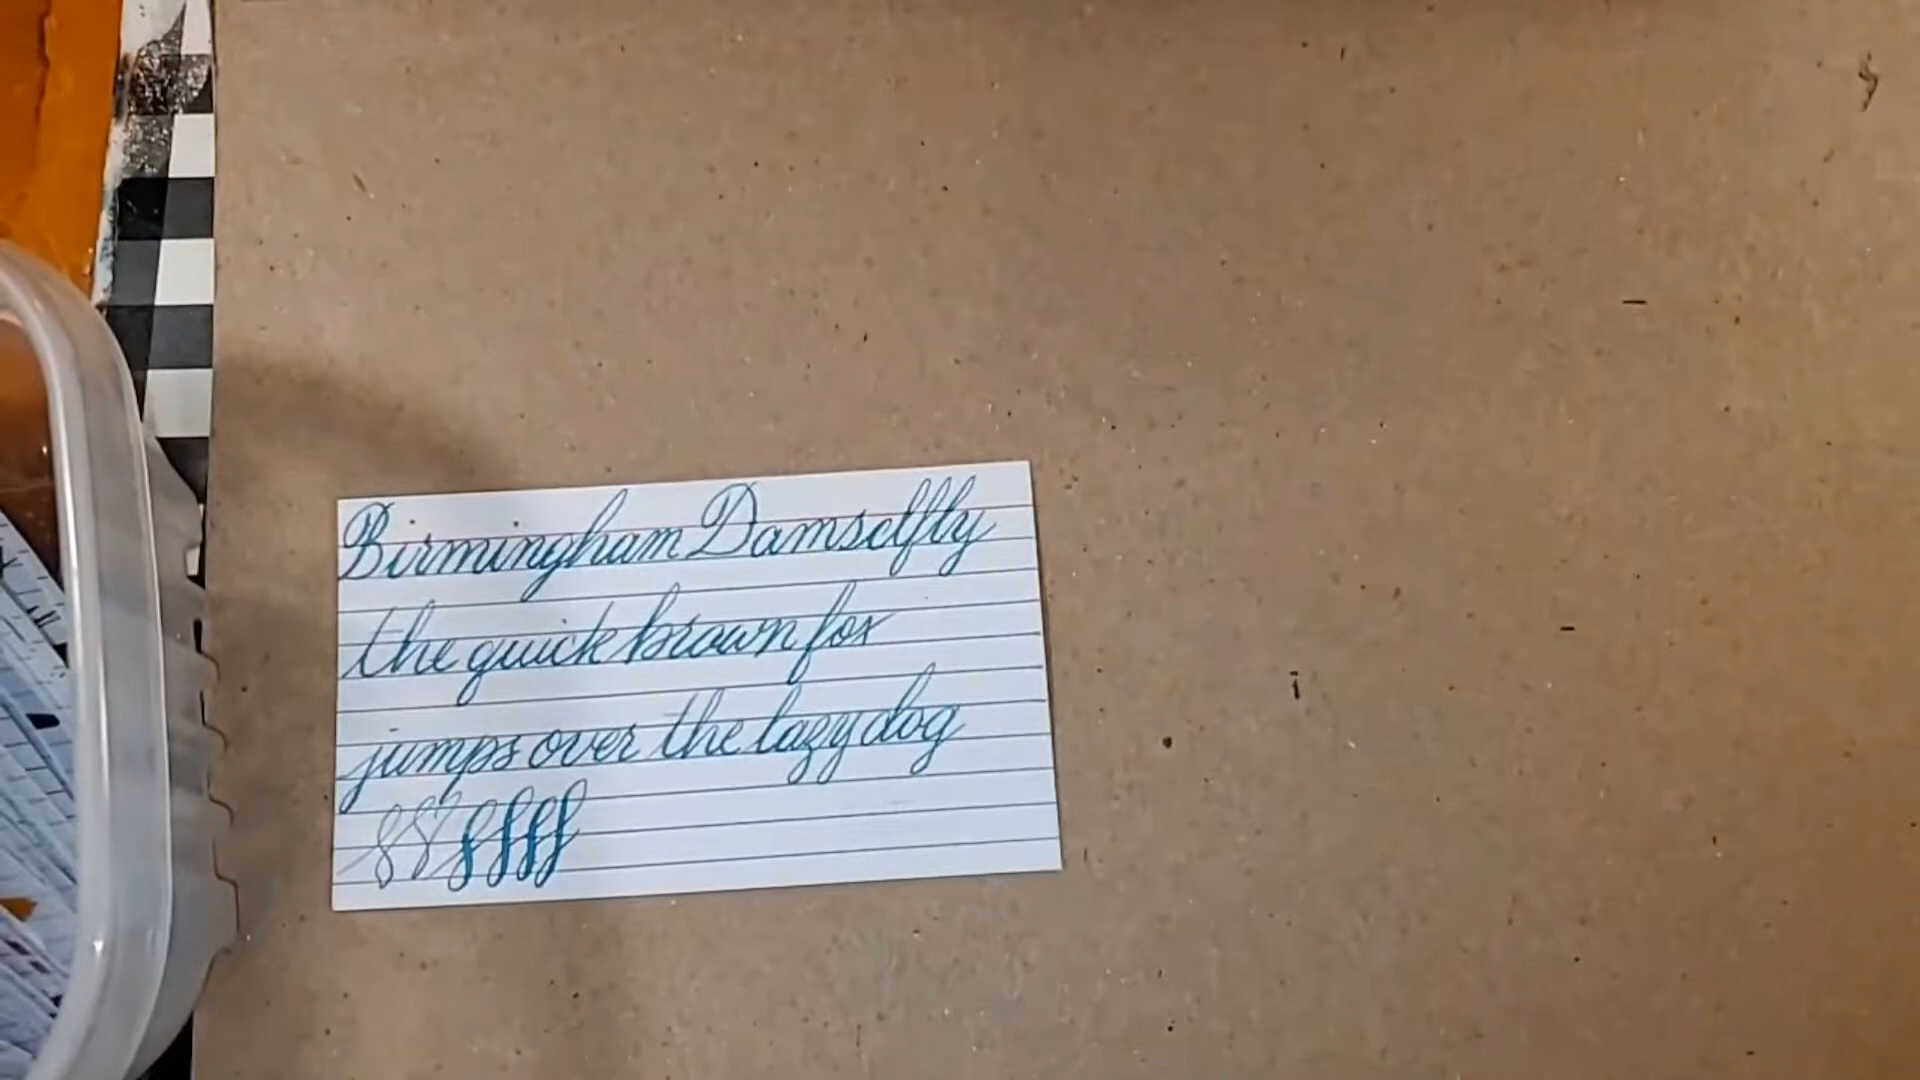 Birmingham Damselfly
the quick brown fox
jumps over the lazy dog